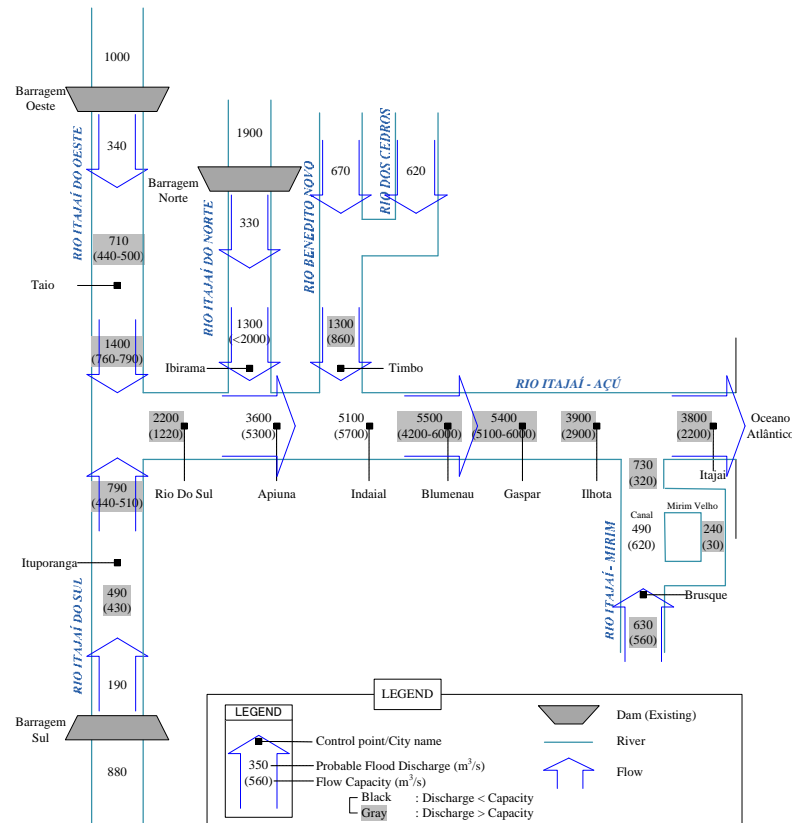 1000
Barragem
Oeste
340
RIO ITAJAÍ DO OESTE
710
(440-500)
Taio
1400
(760-790)
1900
Barragem
Norte
330
RIO ITAJAÍ DO NORTE
1300
(<2000)
Ibirama
RIO BENEDITO NOVO
670
RIO DOS CEDROS
620
1300
(860)
Timbo
RIO ITAJAÍ - AÇÚ
2200
(1220)
Rio Do Sul
3600
(5300)
Apiuna
5100
(5700)
Indaial
5500
(4200-6000)
Blumenau
5400
(5100-6000)
Gaspar
3900
(2900)
Ilhota
3800
(2200)
Itajai
Oceano
Atlântico
790
(440-510)
Ituporanga
490
(430)
RIO ITAJAÍ DO SUL
190
Barragem
Sul
880
730
(320)
Canal
490
(620)
Mirim Velho
240
(30)
RIO ITAJAÍ - MIRIM
Brusque
630
(560)
LEGEND
LEGEND
Control point/City name
350
Probable Flood Discharge (m³/s)
(560)
Flow Capacity (m³/s)
Black : Discharge < Capacity
Gray : Discharge > Capacity
Dam (Existing)
River
Flow